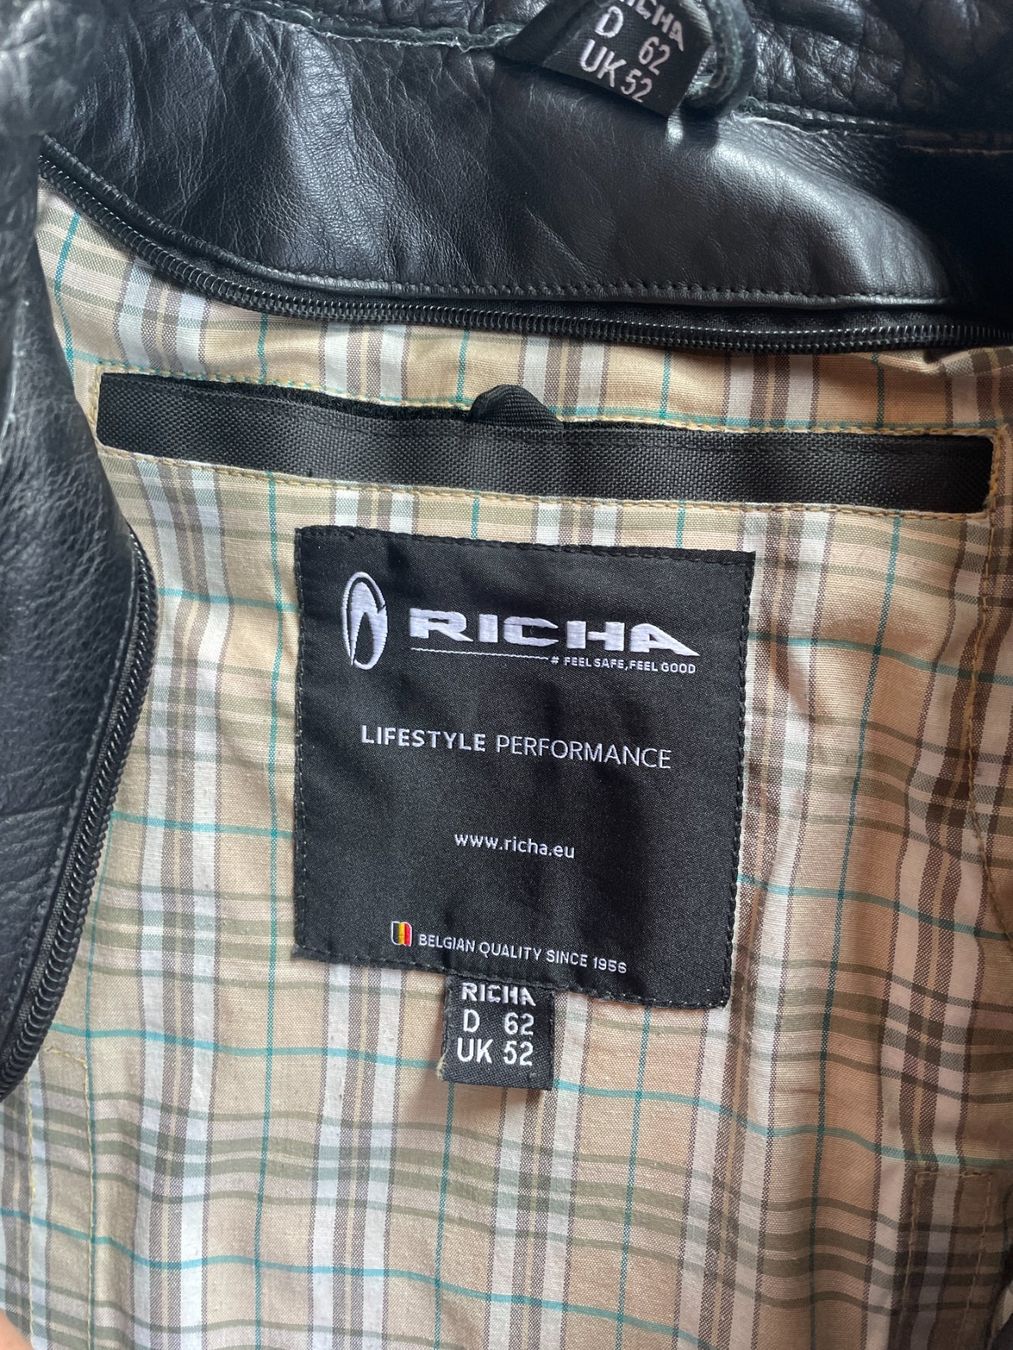 RICHA
D 62
UK 52
RICHA
# FEEL SAFE, FEEL GOOD
LIFESTYLE PERFORMANCE
www.richa.eu
BELGIAN QUALITY SINCE 1956
RICHA
D 62
UK 52